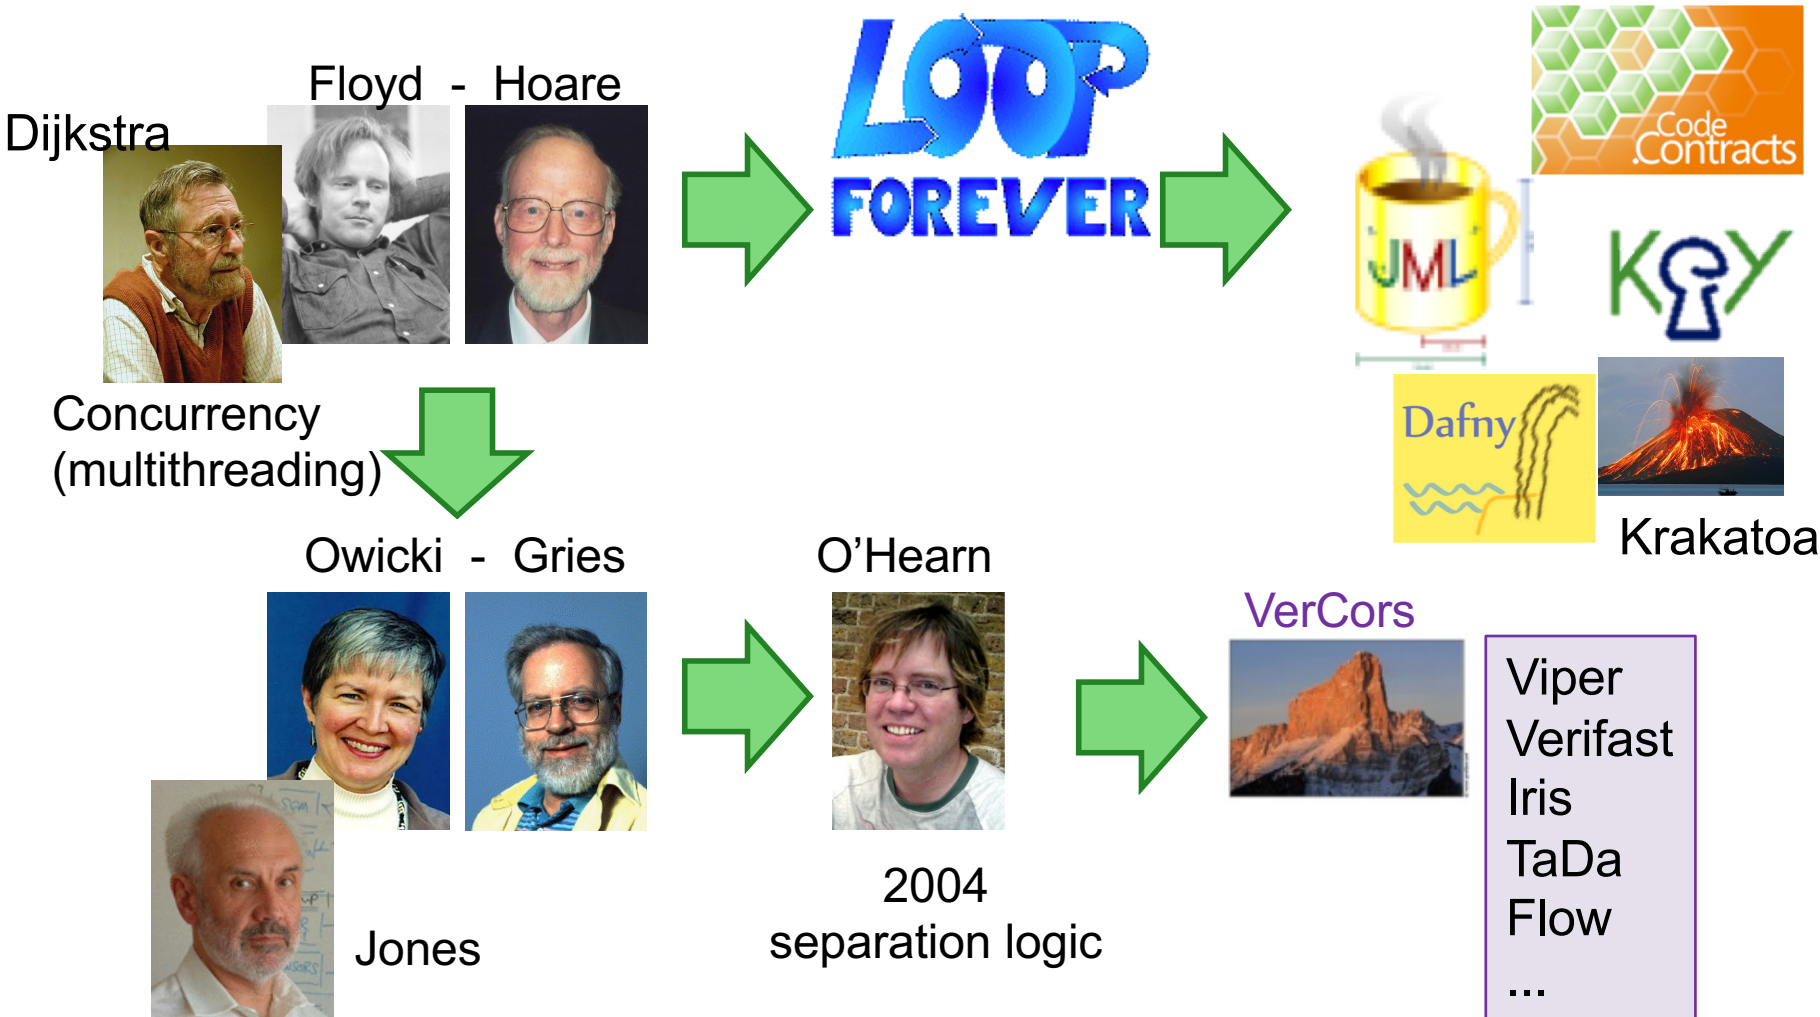 Floyd - Hoare
Dijkstra
LOOP
FOREVER
Code
.Contracts
JML
KeY
Concurrency
(multithreading)
Dafny
Krakatoa
Owicki - Gries
O'Hearn
VerCors
Viper
Verifast
Iris
TaDa
Flow
...
Jones
2004
separation logic